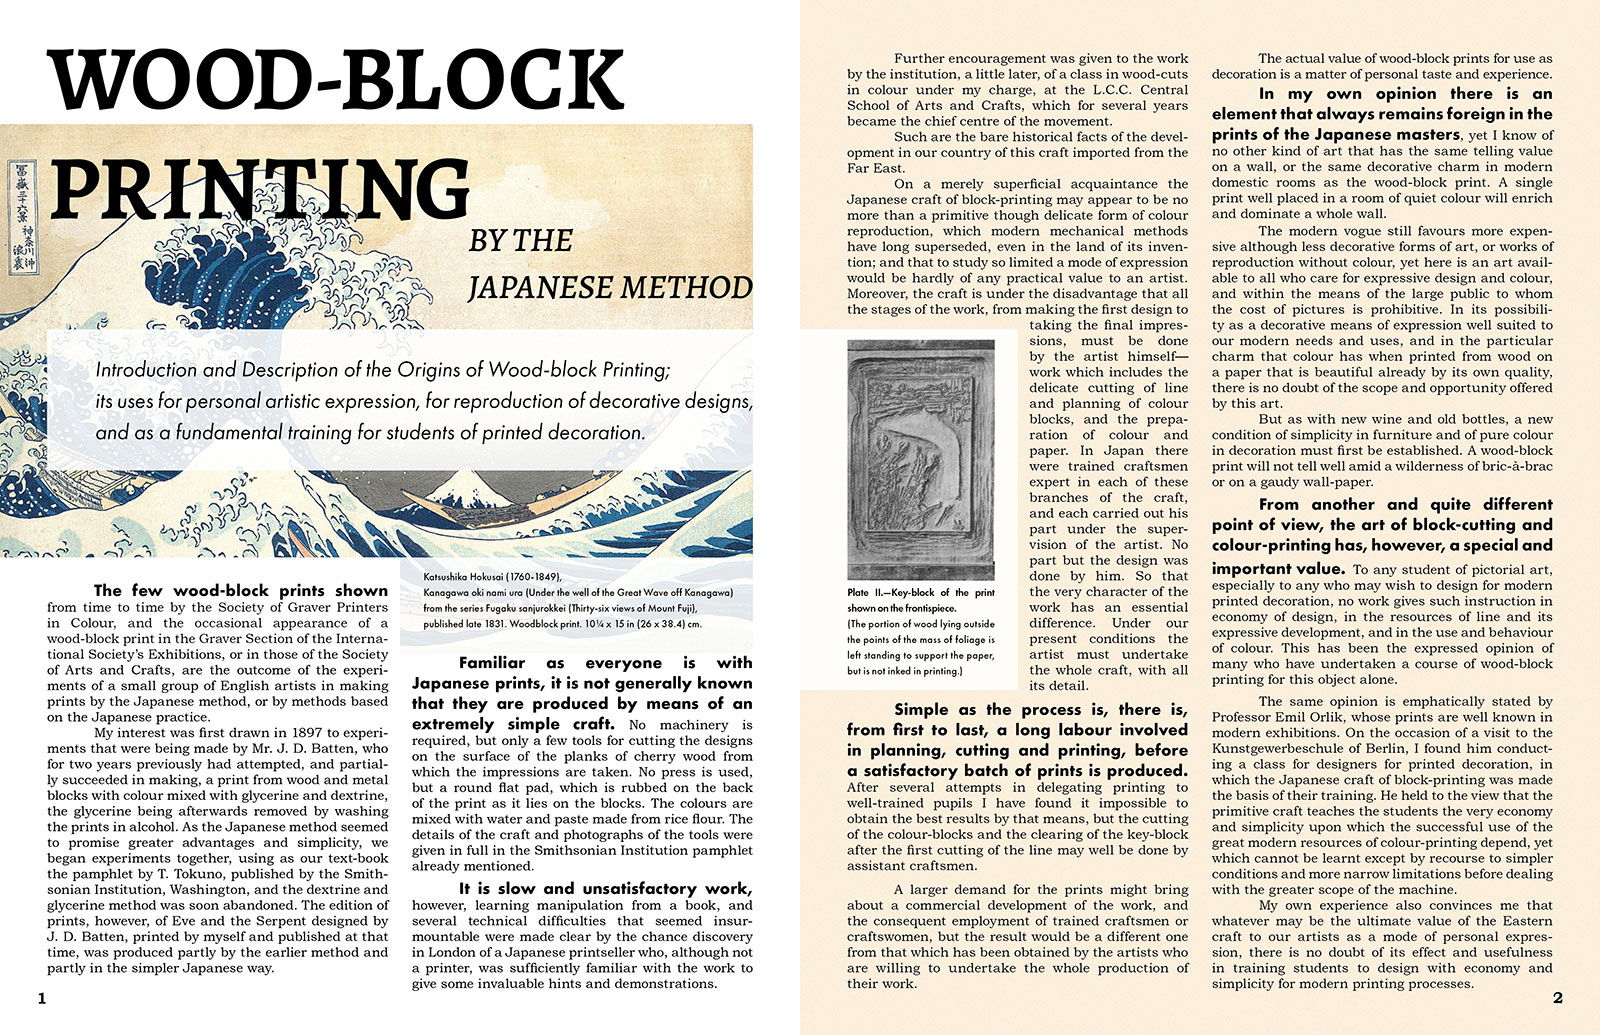 WOOD-BLOCK
PRINTING
BY THE
JAPANESE METHOD
冨嶽三十六景 神奈川沖
浪裏
Introduction and Description of the Origins of Wood-block Printing;
its uses for personal artistic expression, for reproduction of decorative designs,
and as a fundamental training for students of printed decoration.
The few wood-block prints shown
from time to time by the Society of Graver Printers
in Colour, and the occasional appearance of a
wood-block print in the Graver Section of the Interna-
tional Society's Exhibitions, or in those of the Society
of Arts and Crafts, are the outcome of the experi-
ments of a small group of English artists in making
prints by the Japanese method, or by methods based
on the Japanese practice.
My interest was first drawn in 1897 to experi-
ments that were being made by Mr. J. D. Batten, who
for two years previously had attempted, and partial-
ly succeeded in making, a print from wood and metal
blocks with colour mixed with glycerine and dextrine,
the glycerine being afterwards removed by washing
the prints in alcohol. As the Japanese method seemed
to promise greater advantages and simplicity, we
began experiments together, using as our text-book
the pamphlet by T. Tokuno, published by the Smith-
sonian Institution, Washington, and the dextrine and
glycerine method was soon abandoned. The edition of
prints, however, of Eve and the Serpent designed by
J. D. Batten, printed by myself and published at that
time, was produced partly by the earlier method and
partly in the simpler Japanese way.
1
Katsushika Hokusai (1760-1849),
Kanagawa oki nami ura (Under the well of the Great Wave off Kanagawa)
from the series Fugaku sanjurokkei (Thirty-six views of Mount Fuji),
published late 1831. Woodblock print. 10¼ x 15 in (26 x 38.4) cm.
Familiar as everyone is with
Japanese prints, it is not generally known
that they are produced by means of an
extremely simple craft. No machinery is
required, but only a few tools for cutting the designs
on the surface of the planks of cherry wood from
which the impressions are taken. No press is used,
but a round flat pad, which is rubbed on the back
of the print as it lies on the blocks. The colours are
mixed with water and paste made from rice flour. The
details of the craft and photographs of the tools were
given in full in the Smithsonian Institution pamphlet
already mentioned.
It is slow and unsatisfactory work,
however, learning manipulation from a book, and
several technical difficulties that seemed insur-
mountable were made clear by the chance discovery
in London of a Japanese printseller who, although not
a printer, was sufficiently familiar with the work to
give some invaluable hints and demonstrations.
Further encouragement was given to the work
by the institution, a little later, of a class in wood-cuts
in colour under my charge, at the L.C.C. Central
School of Arts and Crafts, which for several years
became the chief centre of the movement.
Such are the bare historical facts of the devel-
opment in our country of this craft imported from the
Far East.
On a merely superficial acquaintance the
Japanese craft of block-printing may appear to be no
more than a primitive though delicate form of colour
reproduction, which modern mechanical methods
have long superseded, even in the land of its inven-
tion; and that to study so limited a mode of expression
would be hardly of any practical value to an artist.
Moreover, the craft is under the disadvantage that all
the stages of the work, from making the first design to
taking the final impres-
sions, must be done
by the artist himself—
work which includes the
delicate cutting of line
and planning of colour
blocks, and the prepa-
ration of colour and
paper. In Japan there
were trained craftsmen
expert in each of these
branches of the craft,
and each carried out his
part under the super-
vision of the artist. No
part but the design was
done by him. So that
the very character of the
work has an essential
difference. Under our
present conditions the
artist must undertake
the whole craft, with all
its detail.
Plate II.—Key-block of the print
shown on the frontispiece.
(The portion of wood lying outside
the points of the mass of foliage is
left standing to support the paper,
but is not inked in printing.)
Simple as the process is, there is,
from first to last, a long labour involved
in planning, cutting and printing, before
a satisfactory batch of prints is produced.
After several attempts in delegating printing to
well-trained pupils I have found it impossible to
obtain the best results by that means, but the cutting
of the colour-blocks and the clearing of the key-block
after the first cutting of the line may well be done by
assistant craftsmen.
A larger demand for the prints might bring
about a commercial development of the work, and
the consequent employment of trained craftsmen or
craftswomen, but the result would be a different one
from that which has been obtained by the artists who
are willing to undertake the whole production of
their work.
The actual value of wood-block prints for use as
decoration is a matter of personal taste and experience.
In my own opinion there is an
element that always remains foreign in the
prints of the Japanese masters, yet I know of
no other kind of art that has the same telling value
on a wall, or the same decorative charm in modern
domestic rooms as the wood-block print. A single
print well placed in a room of quiet colour will enrich
and dominate a whole wall.
The modern vogue still favours more expen-
sive although less decorative forms of art, or works of
reproduction without colour, yet here is an art avail-
able to all who care for expressive design and colour,
and within the means of the large public to whom
the cost of pictures is prohibitive. In its possibili-
ty as a decorative means of expression well suited to
our modern needs and uses, and in the particular
charm that colour has when printed from wood on
a paper that is beautiful already by its own quality,
there is no doubt of the scope and opportunity offered
by this art.
But as with new wine and old bottles, a new
condition of simplicity in furniture and of pure colour
in decoration must first be established. A wood-block
print will not tell well amid a wilderness of bric-à-brac
or on a gaudy wall-paper.
From another and quite different
point of view, the art of block-cutting and
colour-printing has, however, a special and
important value. To any student of pictorial art,
especially to any who may wish to design for modern
printed decoration, no work gives such instruction in
economy of design, in the resources of line and its
expressive development, and in the use and behaviour
of colour. This has been the expressed opinion of
many who have undertaken a course of wood-block
printing for this object alone.
The same opinion is emphatically stated by
Professor Emil Orlik, whose prints are well known in
modern exhibitions. On the occasion of a visit to the
Kunstgewerbeschule of Berlin, I found him conduct-
ing a class for designers for printed decoration, in
which the Japanese craft of block-printing was made
the basis of their training. He held to the view that the
primitive craft teaches the students the very economy
and simplicity upon which the successful use of the
great modern resources of colour-printing depend, yet
which cannot be learnt except by recourse to simpler
conditions and more narrow limitations before dealing
with the greater scope of the machine.
My own experience also convinces me that
whatever may be the ultimate value of the Eastern
craft to our artists as a mode of personal expres-
sion, there is no doubt of its effect and usefulness
in training students to design with economy and
simplicity for modern printing processes.
2